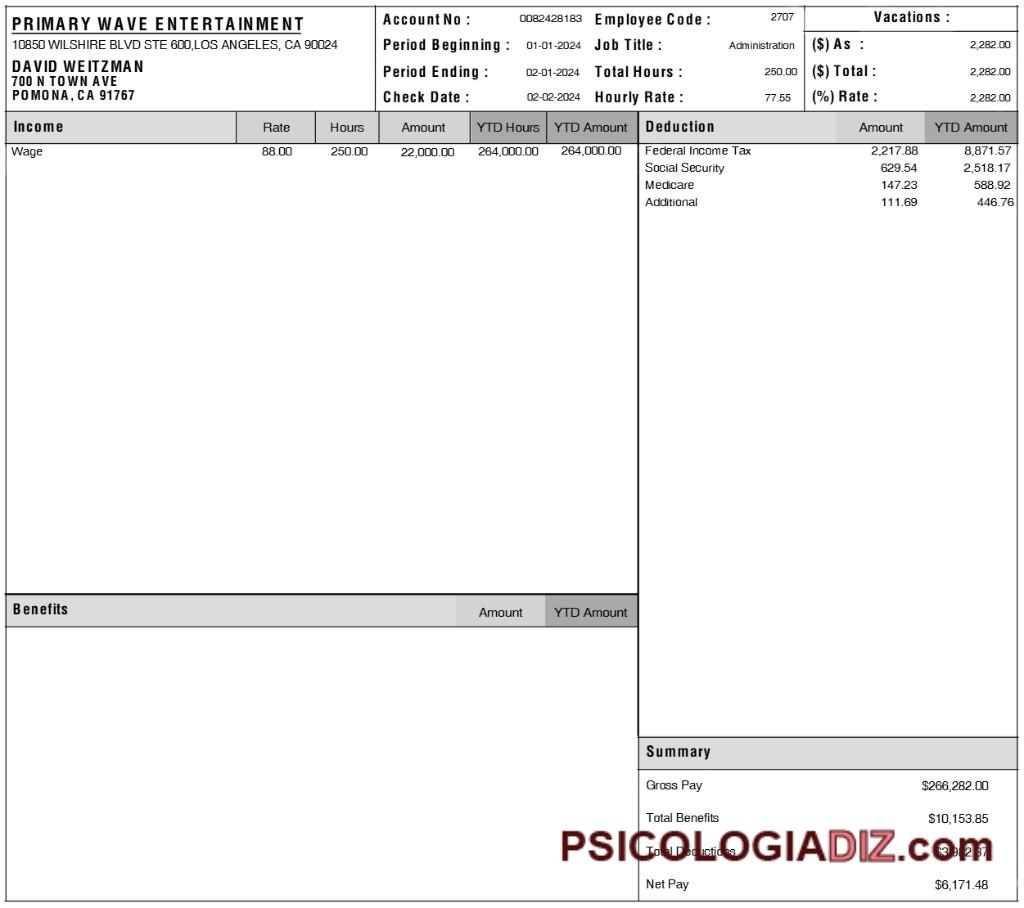 PRIMARY WAVE ENTERTAINMENT
10850 WILSHIRE BLVD STE 600,LOS ANGELES, CA 90024
DAVID WEITZMAN
700 N TOWN AVE
POMONA, CA 91767
Account No : 0082428183 Employee Code : 2707
Period Beginning : 01-01-2024 Job Title : Administration
Period Ending : 02-01-2024 Total Hours : 250.00
Check Date : 02-02-2024 Hourly Rate : 77.55
Vacations :
($) As : 2,282.00
($) Total : 2,282.00
(%) Rate : 2,282.00
Income Rate Hours Amount YTD Hours YTD Amount
Wage 88.00 250.00 22,000.00 264,000.00 264,000.00
Deduction Amount YTD Amount
Federal Income Tax 2,217.88 8,871.57
Social Security 629.54 2,518.17
Medicare 147.23 588.92
Additional 111.69 446.76
Benefits Amount YTD Amount
Summary
Gross Pay $266,282.00
Total Benefits $10,153.85
Total Deductions
PSICOLOGIADIZ.com
Net Pay $6,171.48